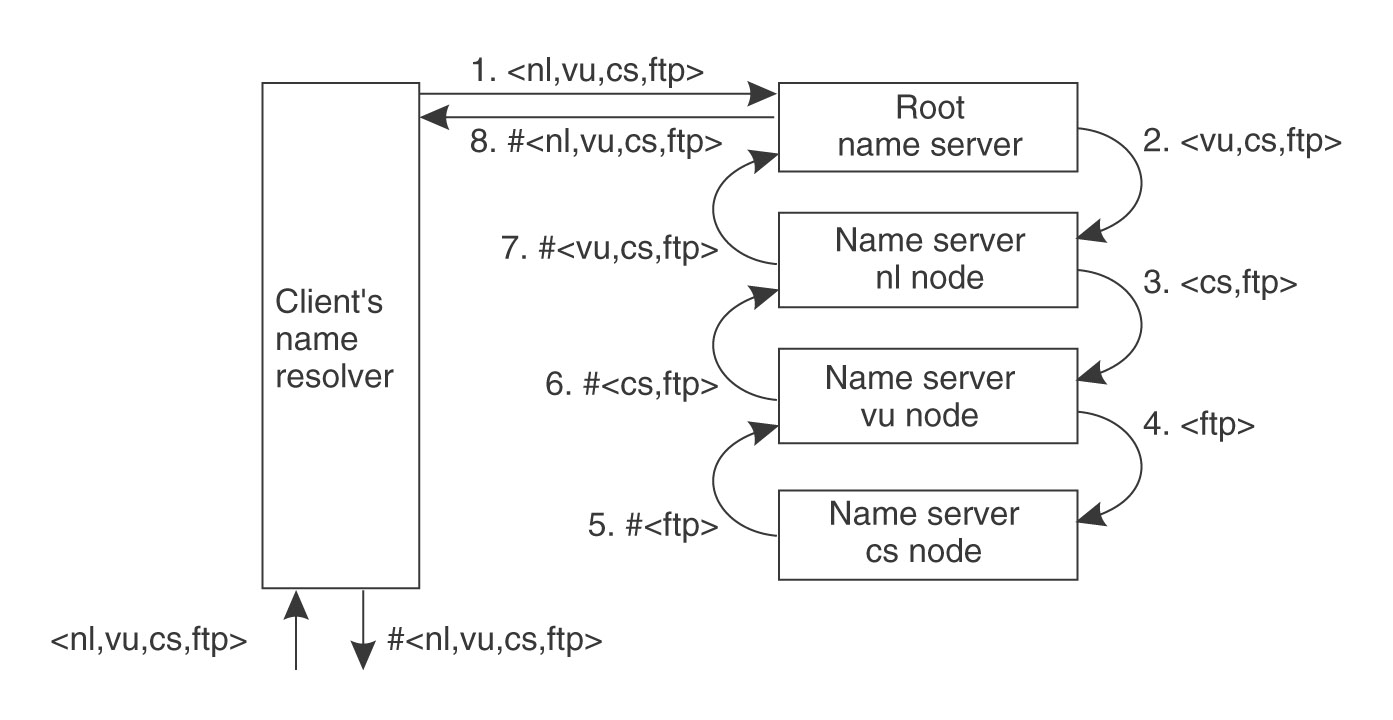 1. <nl,vu,cs,ftp>
Root
name server
8. #<nl,vu,cs,ftp>
2. <vu,cs,ftp>
Name server
nl node
7. #<vu,cs,ftp>
3. <cs,ftp>
Client's
name
resolver
Name server
vu node
6. #<cs,ftp>
4. <ftp>
Name server
cs node
5. #<ftp>
<nl,vu,cs,ftp>
#<nl,vu,cs,ftp>